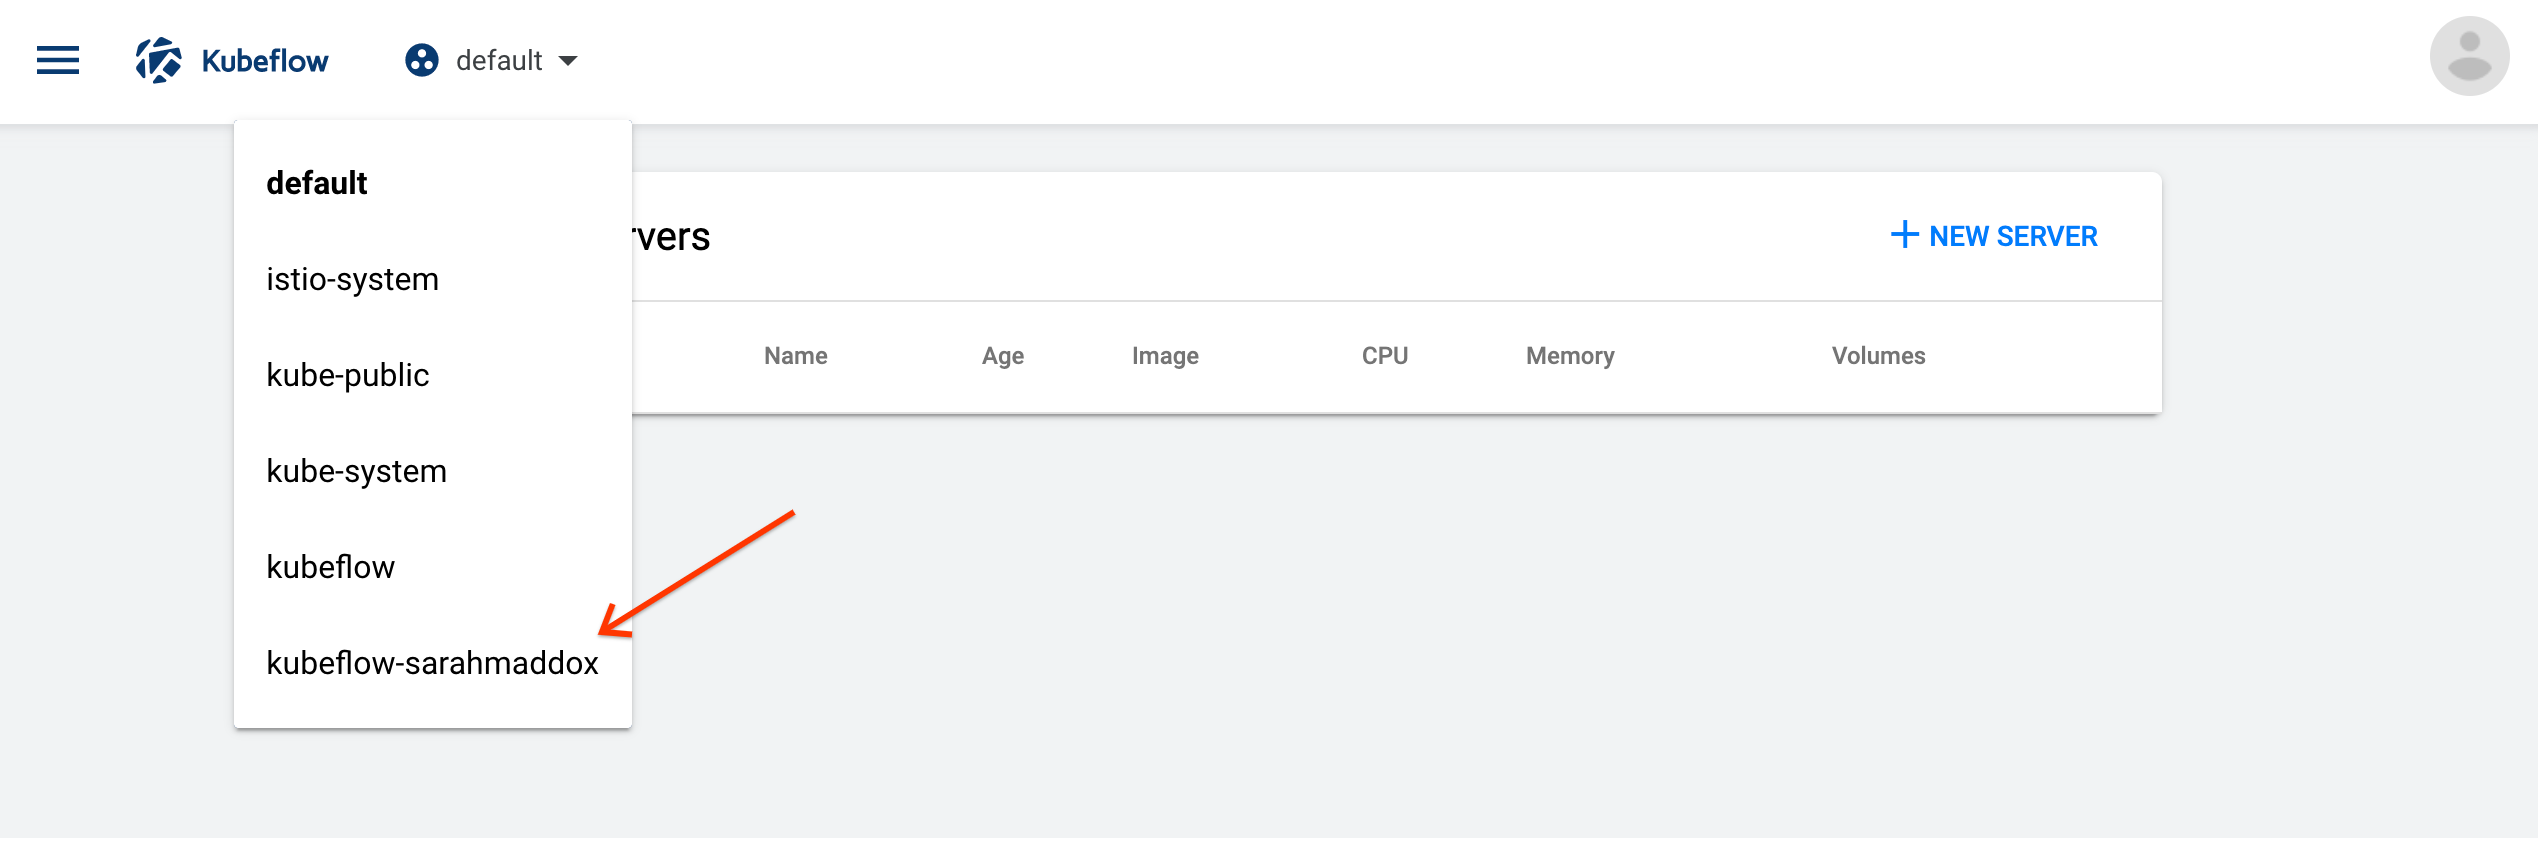 Kubeflow default
default
istio-system
kube-public
kube-system
kubeflow
kubeflow-sarahmaddox
rvers
NEW SERVER
Name Age Image CPU Memory Volumes